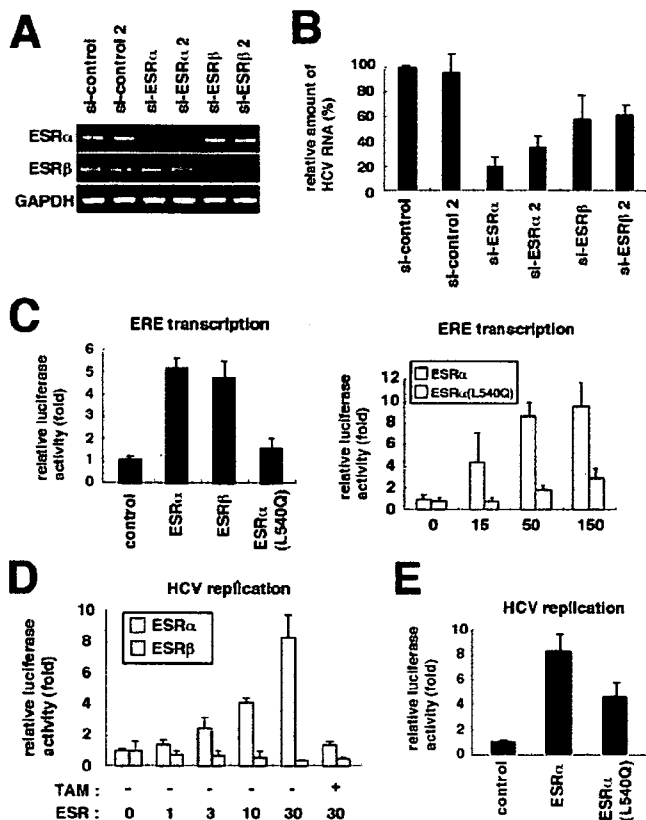 A
si-control
si-control 2
si-ESRα
si-ESRα 2
si-ESRβ
si-ESRβ 2
ESRα
ESRβ
GAPDH
B
relative amount of
HCV RNA (%)
100
80
60
40
20
0
si-control
si-control 2
si-ESRα
si-ESRα 2
si-ESRβ
si-ESRβ 2
C
ERE transcription
relative luciferase
activity (fold)
6
5
4
3
2
1
0
control
ESRα
ESRβ
ESRα
(L540Q)
ERE transcription
relative luciferase
activity (fold)
12
10
8
6
4
2
0
ESRα
ESRα(L540Q)
0 15 50 150
D
HCV replication
relative luciferase
activity (fold)
10
8
6
4
2
0
ESRα
ESRβ
TAM : - - - - - +
ESR : 0 1 3 10 30 30
E
HCV replication
relative luciferase
activity (fold)
10
8
6
4
2
0
control
ESRα
ESRα
(L540Q)